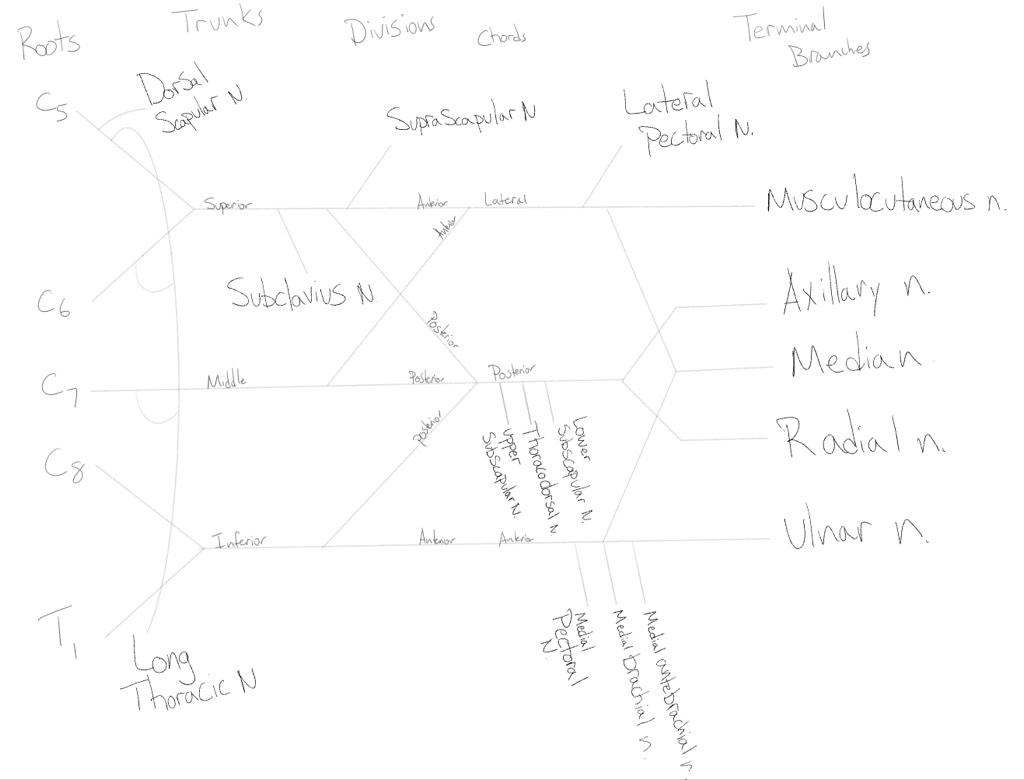 Roots
Trunks
Divisions
Chords
Terminal
Branches
C5
Dorsal
Scapular N.
SupraScapular N
Lateral
Pectoral N.
Superior
Anterior
Lateral
Musculocutaneous n.
Anterior
C6
Subclavius N
Axillary n.
Posterior
C7
Middle
Posterior
Posterior
Median
Posterior
Upper
Subscapular N.
Thoracodorsal N.
Lower
Subscapular N.
Radial n.
C8
Inferior
Anterior
Anterior
Ulnar n.
T1
Long
Thoracic N
Medial
Pectoral
N.
Medial brachial n.
Medial antebrachial n.